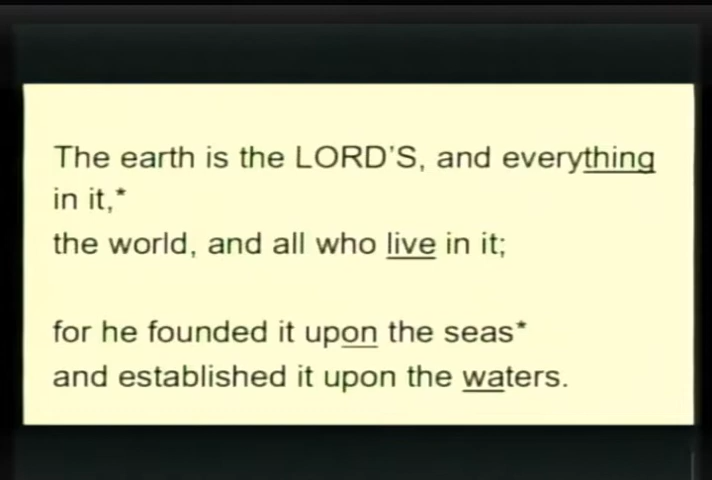 The earth is the LORD'S, and everything
in it,*
the world, and all who live in it;
for he founded it upon the seas*
and established it upon the waters.